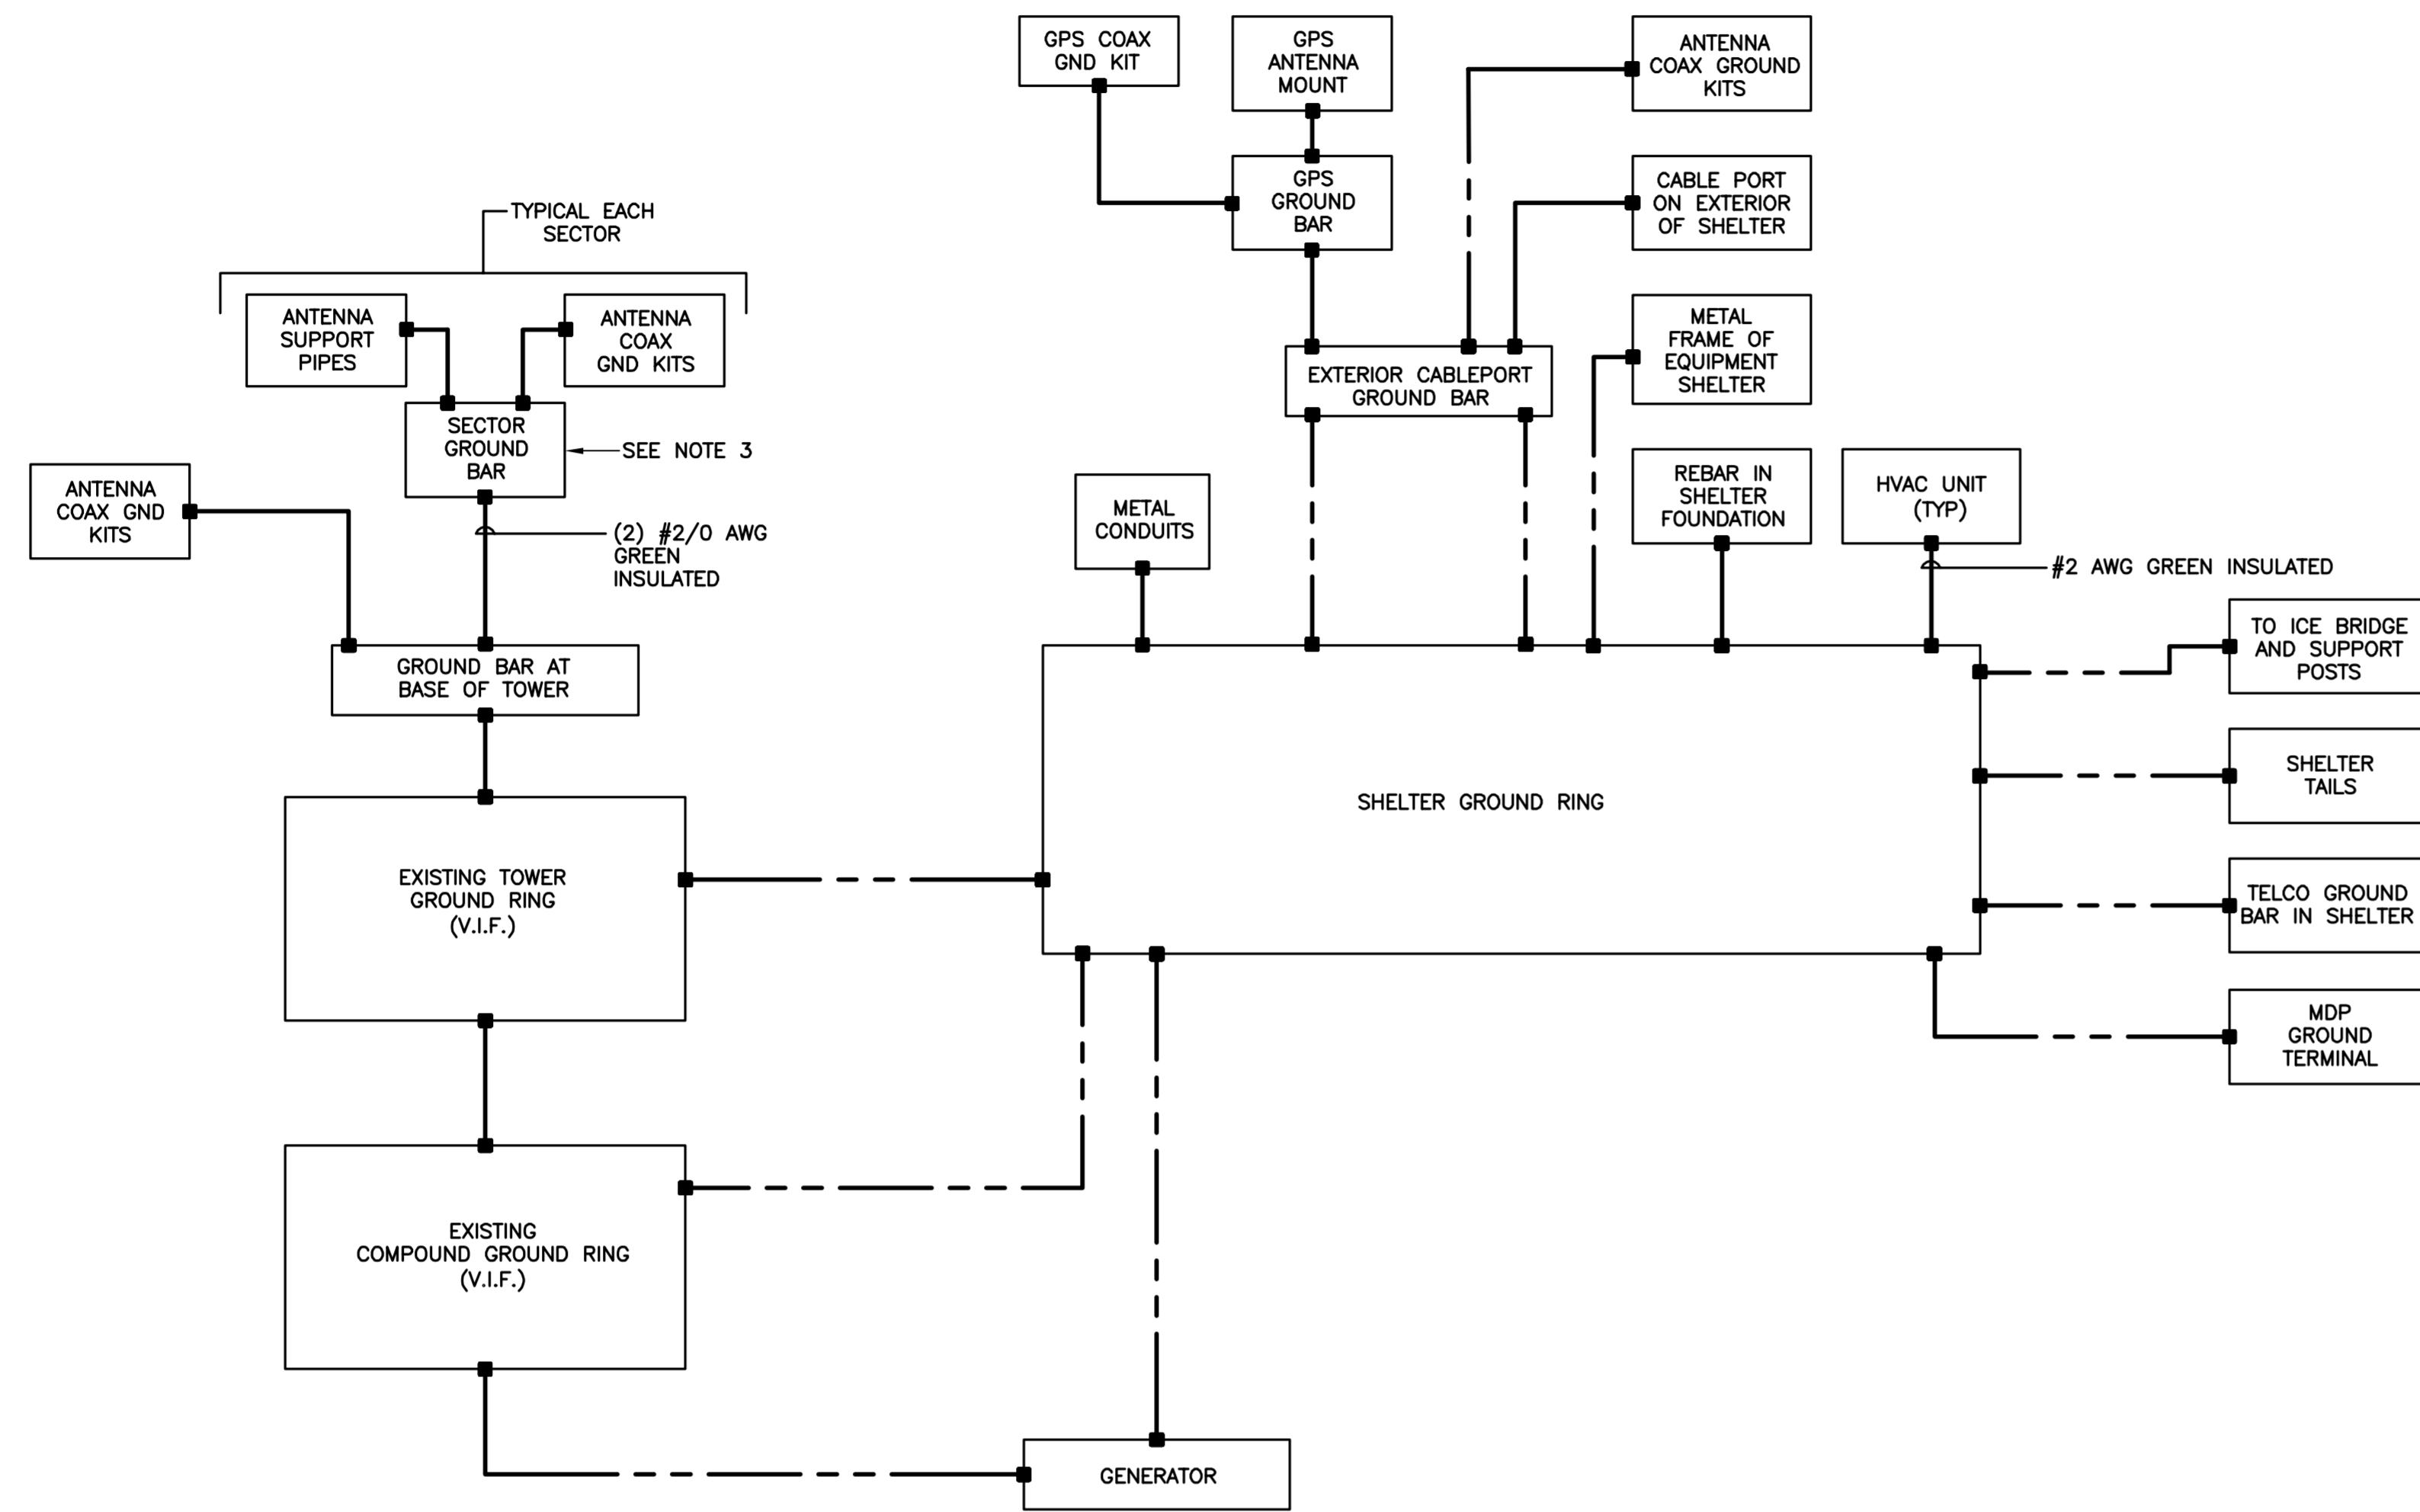 GPS COAX
GND KIT
GPS
ANTENNA
MOUNT
ANTENNA
COAX GROUND
KITS
GPS
GROUND
BAR
CABLE PORT
ON EXTERIOR
OF SHELTER
TYPICAL EACH
SECTOR
ANTENNA
SUPPORT
PIPES
ANTENNA
COAX
GND KITS
METAL
FRAME OF
EQUIPMENT
SHELTER
EXTERIOR CABLEPORT
GROUND BAR
SECTOR
GROUND
BAR
SEE NOTE 3
ANTENNA
COAX GND
KITS
METAL
CONDUITS
REBAR IN
SHELTER
FOUNDATION
HVAC UNIT
(TYP)
(2) #2/0 AWG
GREEN
INSULATED
#2 AWG GREEN INSULATED
TO ICE BRIDGE
AND SUPPORT
POSTS
GROUND BAR AT
BASE OF TOWER
SHELTER
TAILS
SHELTER GROUND RING
EXISTING TOWER
GROUND RING
(V.I.F.)
TELCO GROUND
BAR IN SHELTER
MDP
GROUND
TERMINAL
EXISTING
COMPOUND GROUND RING
(V.I.F.)
GENERATOR